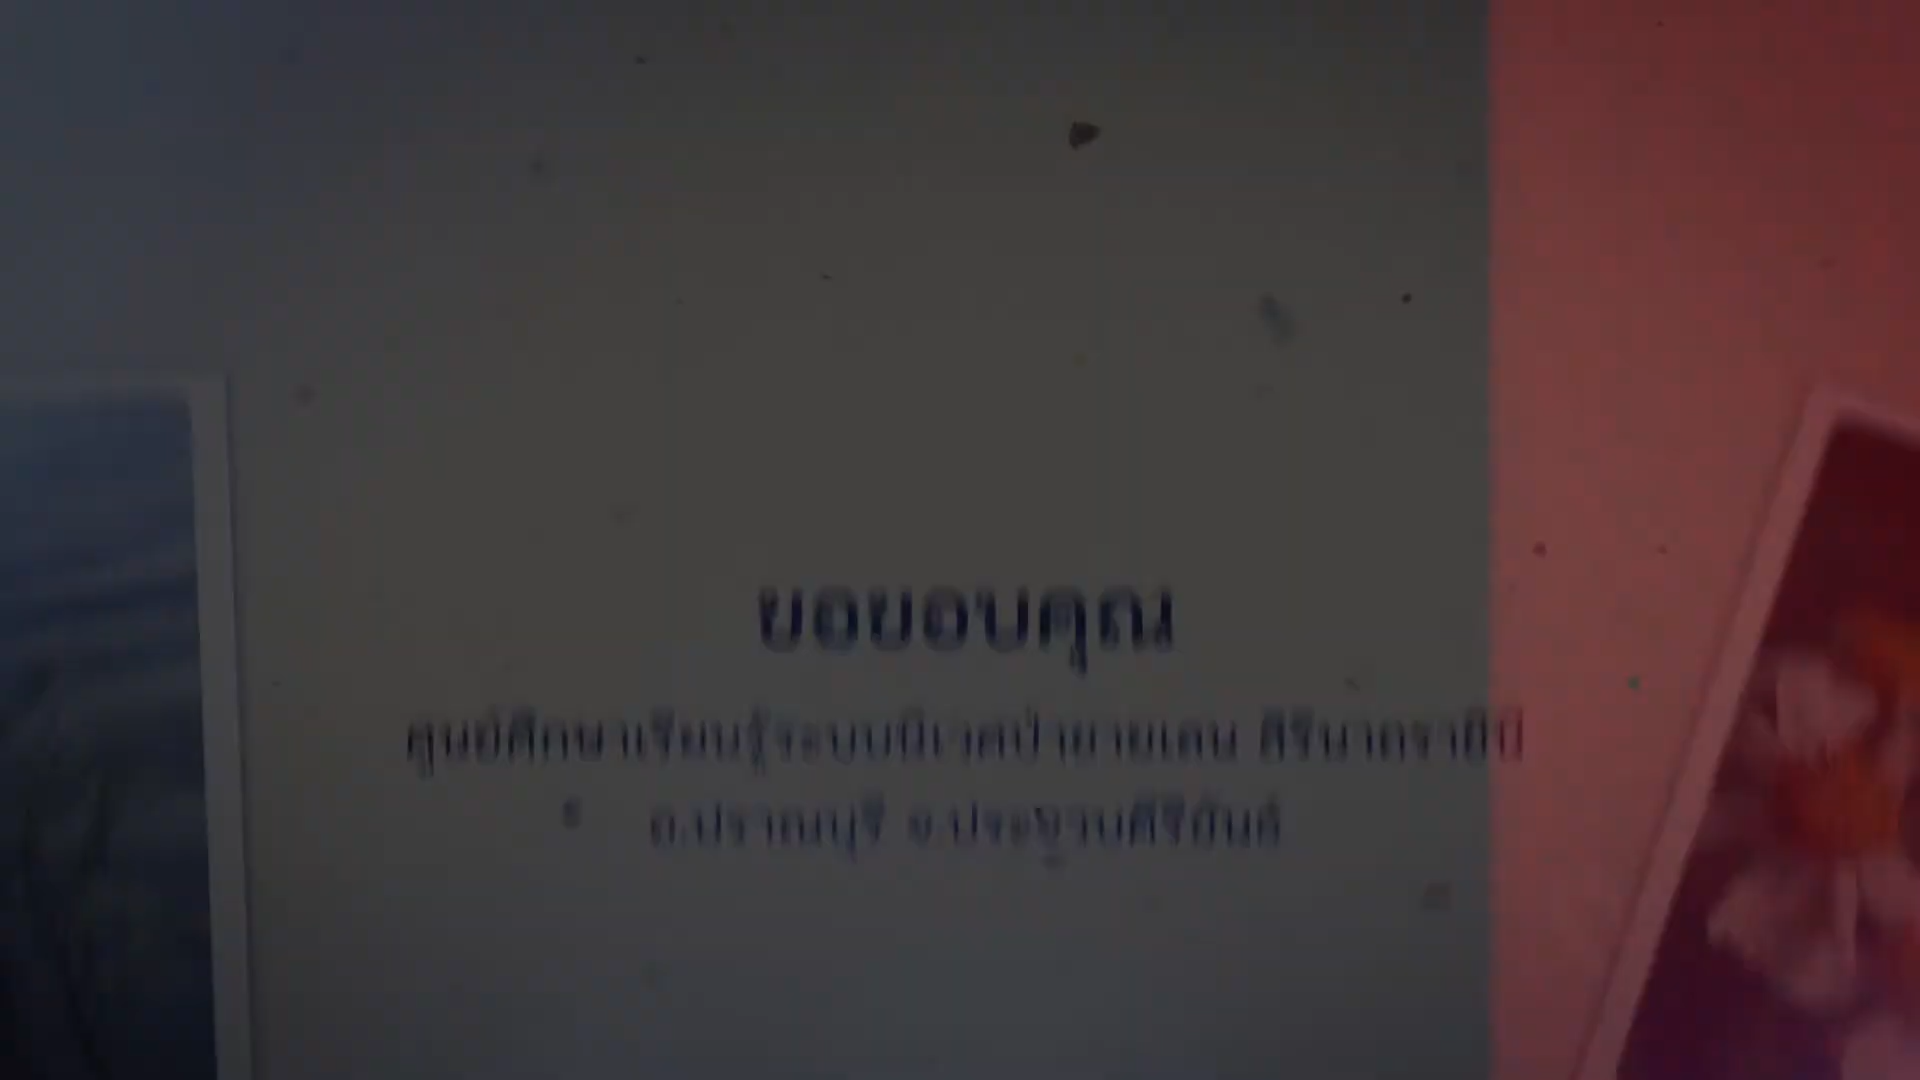 ขอขอบคุณ
ศูนย์ศึกษาเรียนรู้ระบบนิเวศป่าชายเลน สิรินาถราชินี
อ.ปราณบุรี จ.ประจวบคีรีขันธ์